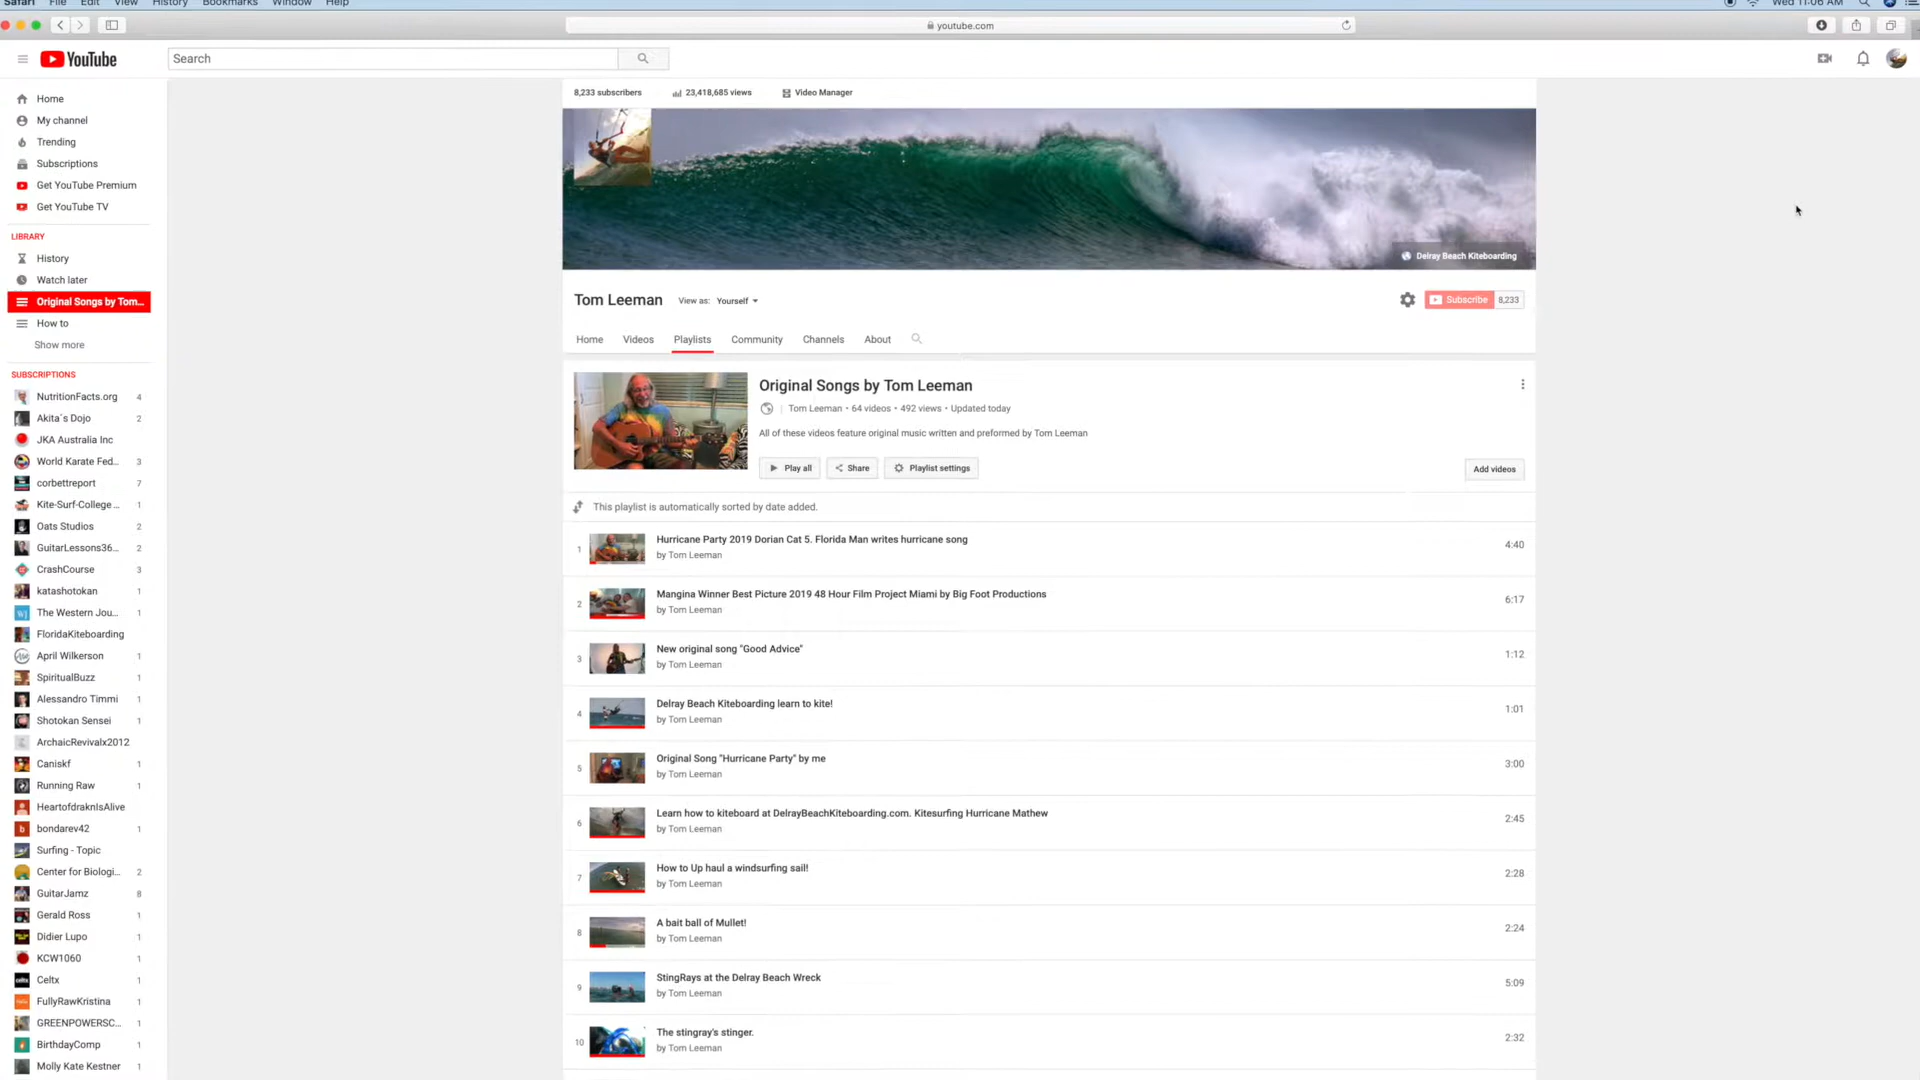 Safari File Edit View History Bookmarks Window Help Wed 11:06 AM
youtube.com
YouTube Search
8,233 subscribers 23,418,685 views Video Manager
Home
My channel
Trending
Subscriptions
Get YouTube Premium
Get YouTube TV
LIBRARY
History
Watch later
Original Songs by Tom...
How to
Show more
SUBSCRIPTIONS
NutritionFacts.org 4
Akita´s Dojo 2
JKA Australia Inc
World Karate Fed... 3
corbettreport 7
Kite-Surf-College ... 1
Oats Studios 2
GuitarLessons36... 2
CrashCourse 3
katashotokan 1
The Western Jou... 1
FloridaKiteboarding
April Wilkerson 1
SpiritualBuzz 1
Alessandro Timmi 1
Shotokan Sensei 1
ArchaicRevivalx2012
Caniskf 1
Running Raw 1
HeartofdraknIsAlive
bondarev42 1
Surfing - Topic
Center for Biologi... 2
GuitarJamz 8
Gerald Ross 1
Didier Lupo 1
KCW1060 1
Celtx 1
FullyRawKristina 1
GREENPOWERSC... 1
BirthdayComp 1
Molly Kate Kestner 1
Delray Beach Kiteboarding
Tom Leeman View as: Yourself Subscribe 8,233
Home Videos Playlists Community Channels About
Original Songs by Tom Leeman
Tom Leeman • 64 videos • 492 views • Updated today
All of these videos feature original music written and preformed by Tom Leeman
Play all Share Playlist settings Add videos
This playlist is automatically sorted by date added.
1 Hurricane Party 2019 Dorian Cat 5. Florida Man writes hurricane song 4:40
by Tom Leeman
2 Mangina Winner Best Picture 2019 48 Hour Film Project Miami by Big Foot Productions 6:17
by Tom Leeman
3 New original song "Good Advice" 1:12
by Tom Leeman
4 Delray Beach Kiteboarding learn to kite! 1:01
by Tom Leeman
5 Original Song "Hurricane Party" by me 3:00
by Tom Leeman
6 Learn how to kiteboard at DelrayBeachKiteboarding.com. Kitesurfing Hurricane Mathew 2:45
by Tom Leeman
7 How to Up haul a windsurfing sail! 2:28
by Tom Leeman
8 A bait ball of Mullet! 2:24
by Tom Leeman
9 StingRays at the Delray Beach Wreck 5:09
by Tom Leeman
10 The stingray's stinger. 2:32
by Tom Leeman